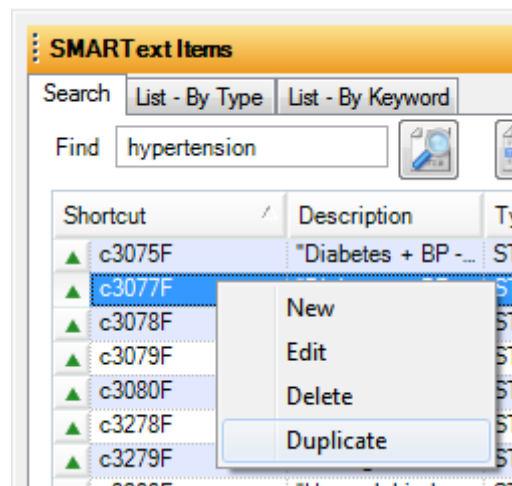 SMARText Items
Search List - By Type List - By Keyword
Find hypertension
Shortcut Description
c3075F "Diabetes + BP -...
c3077F
c3078F New
c3079F Edit
c3080F Delete
c3278F Duplicate
c3279F